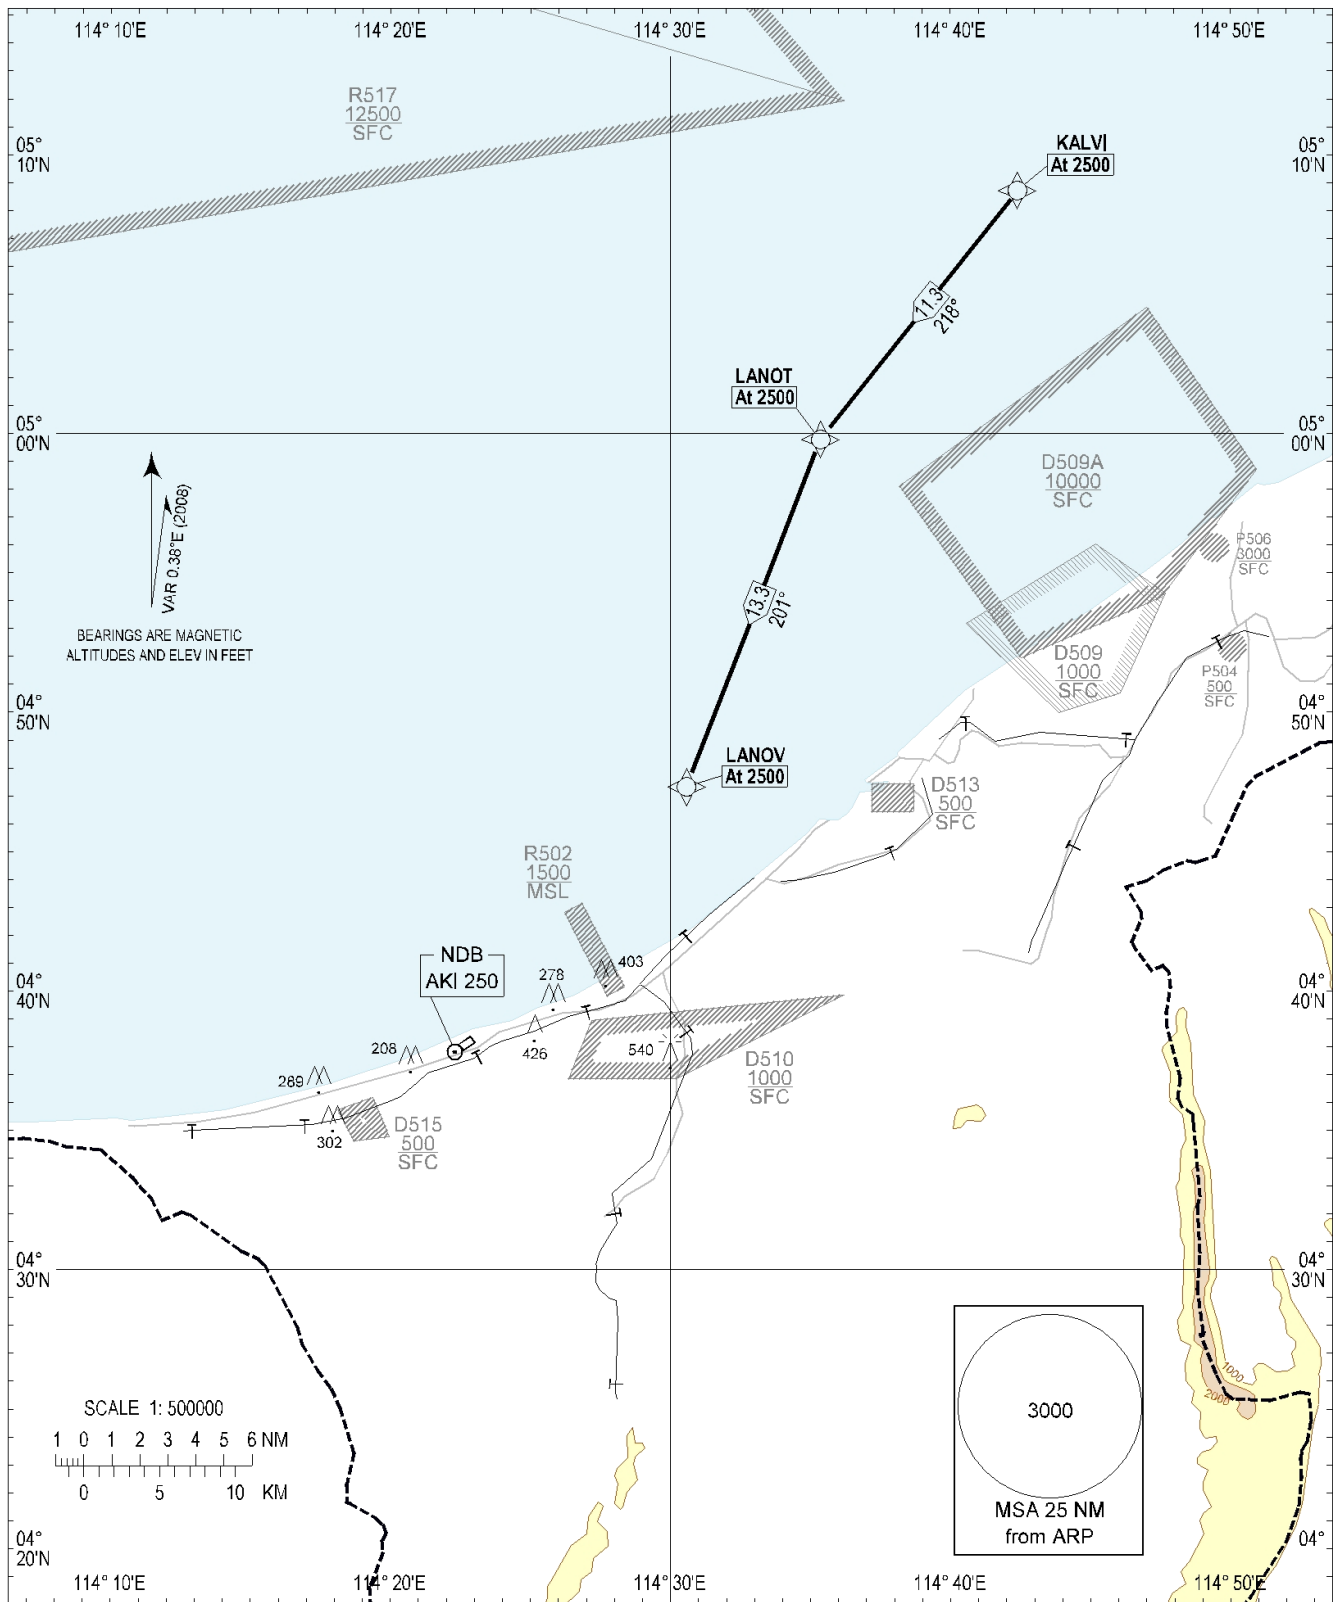 114° 10'E
114° 20'E
114° 30'E
114° 40'E
114° 50'E
R517
12500
SFC
05°
10'N
KALVI
At 2500
05°
10'N
11.3
218°
LANOT
At 2500
05°
00'N
05°
00'N
D509A
10000
SFC
VAR 0.38°E (2008)
BEARINGS ARE MAGNETIC
ALTITUDES AND ELEV IN FEET
P506
3000
SFC
13.3
201°
D509
1000
SFC
P504
500
SFC
04°
50'N
04°
50'N
LANOV
At 2500
D513
500
SFC
R502
1500
MSL
NDB
AKI 250
403
278
04°
40'N
04°
40'N
208
426
540
289
D510
1000
SFC
302
D515
500
SFC
04°
30'N
04°
30'N
1000
2000
SCALE 1: 500000
1 0 1 2 3 4 5 6 NM
0 5 10 KM
3000
MSA 25 NM
from ARP
04°
20'N
04°
114° 10'E
114° 20'E
114° 30'E
114° 40'E
114° 50'E